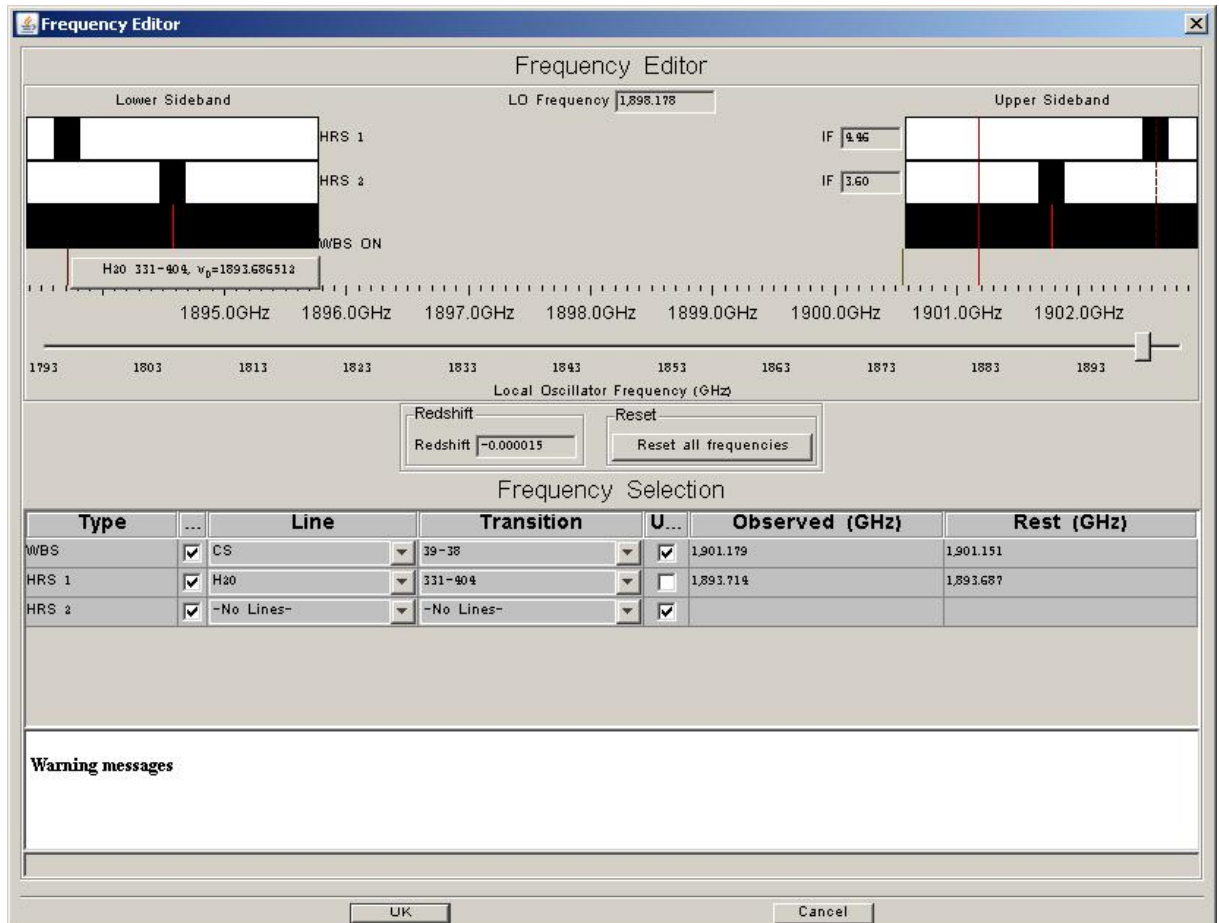 Frequency Editor
Frequency Editor
Lower Sideband
LO Frequency 1,898.178
Upper Sideband
HRS 1
IF 4.46
HRS 2
IF 3.60
WBS ON
H2O 331-404, ν0=1893.686512
1895.0GHz 1896.0GHz 1897.0GHz 1898.0GHz 1899.0GHz 1900.0GHz 1901.0GHz 1902.0GHz
1793 1803 1813 1823 1833 1843 1853 1863 1873 1883 1893
Local Oscillator Frequency (GHz)
Redshift
Reset
Redshift -0.000015
Reset all frequencies
Frequency Selection
Type ... Line Transition U... Observed (GHz) Rest (GHz)
WBS CS 39-38 1,901.179 1,901.151
HRS 1 H2O 331-404 1,893.714 1,893.687
HRS 2 -No Lines- -No Lines-
Warning messages
OK
Cancel